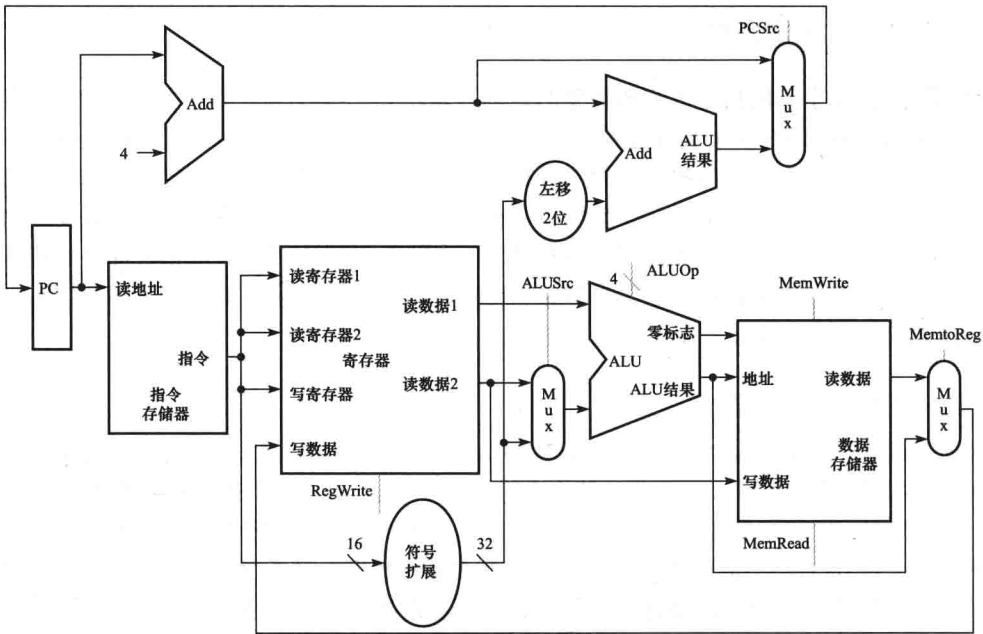 PCSrc
Add
4
Mux
Add
ALU
结果
左移
2位
PC
读地址
指令
指令
存储器
读寄存器1
读寄存器2
寄存器
写寄存器
写数据
读数据1
读数据2
RegWrite
16
符号
扩展
32
ALUSrc
Mux
4
ALUOp
零标志
ALU
ALU结果
MemWrite
地址
读数据
数据
存储器
写数据
MemRead
MemtoReg
Mux